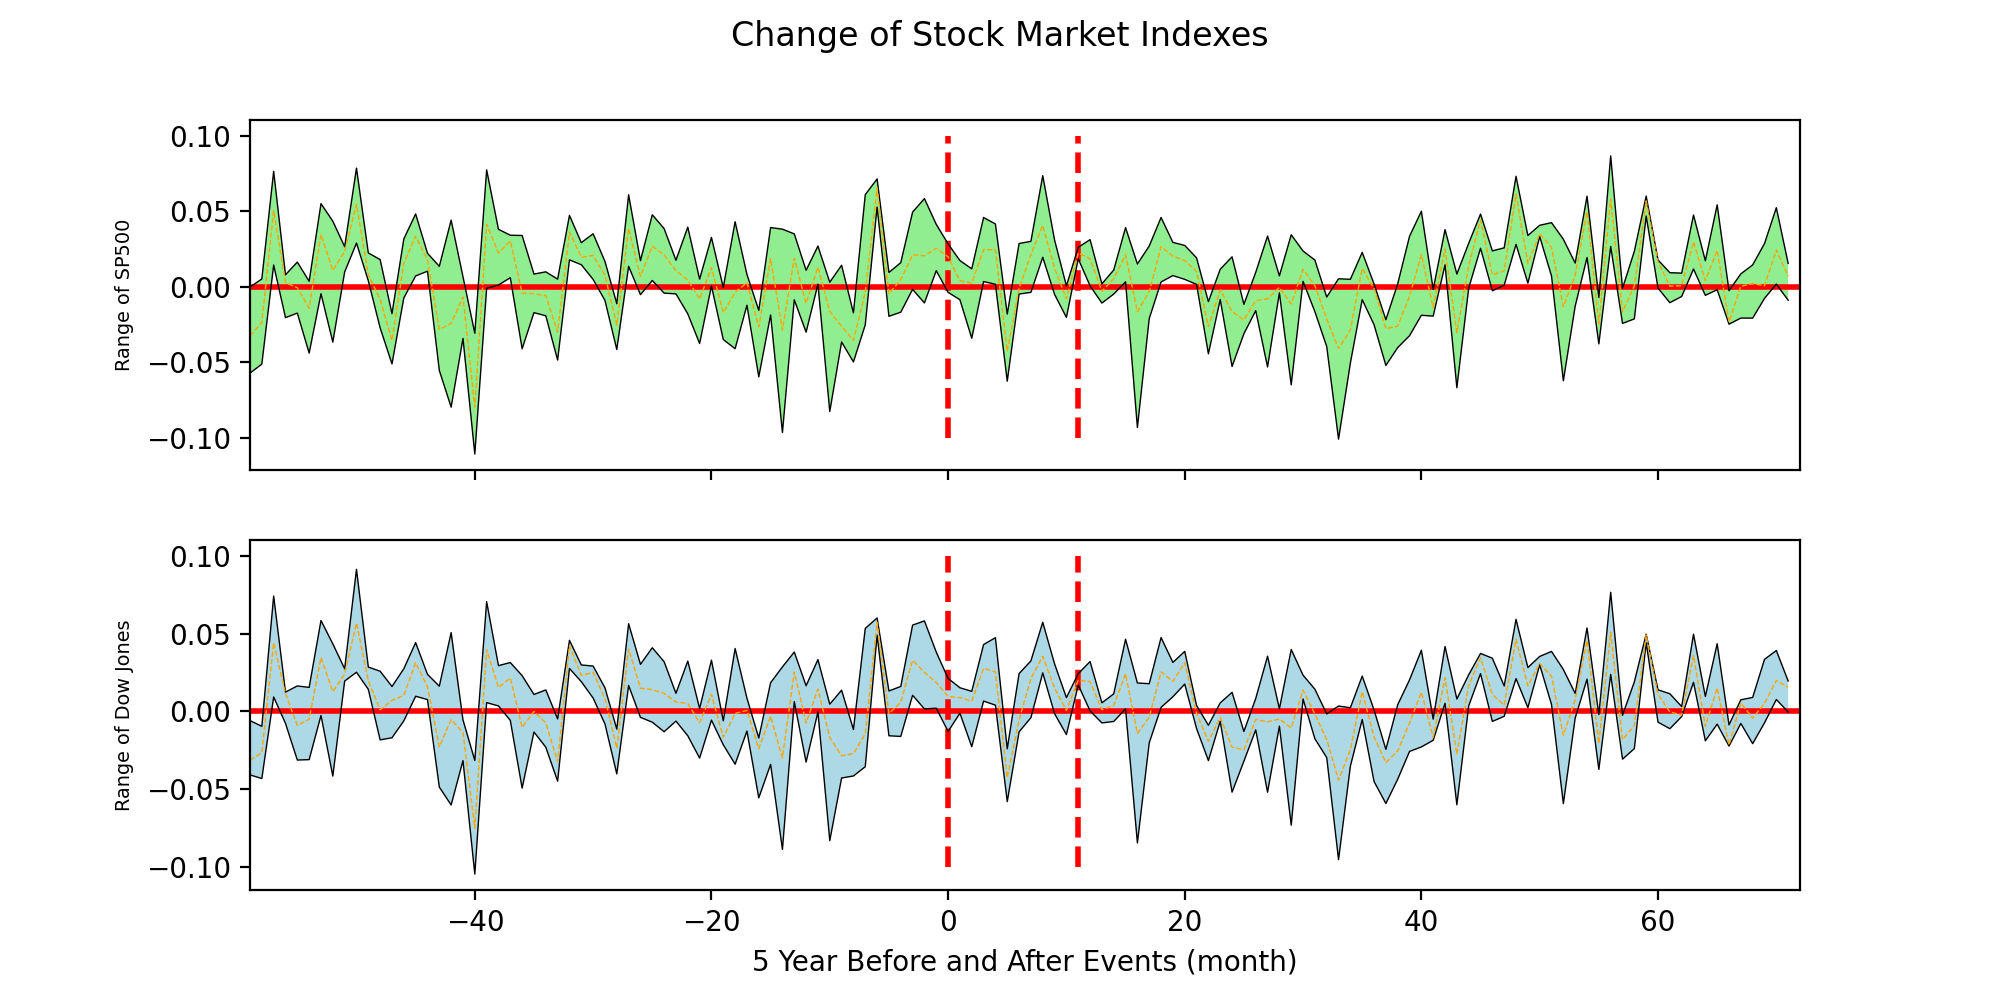 Change of Stock Market Indexes
0.10
0.05
0.00
−0.05
−0.10
Range of SP500
0.10
0.05
0.00
−0.05
−0.10
Range of Dow Jones
−40 −20 0 20 40 60
5 Year Before and After Events (month)